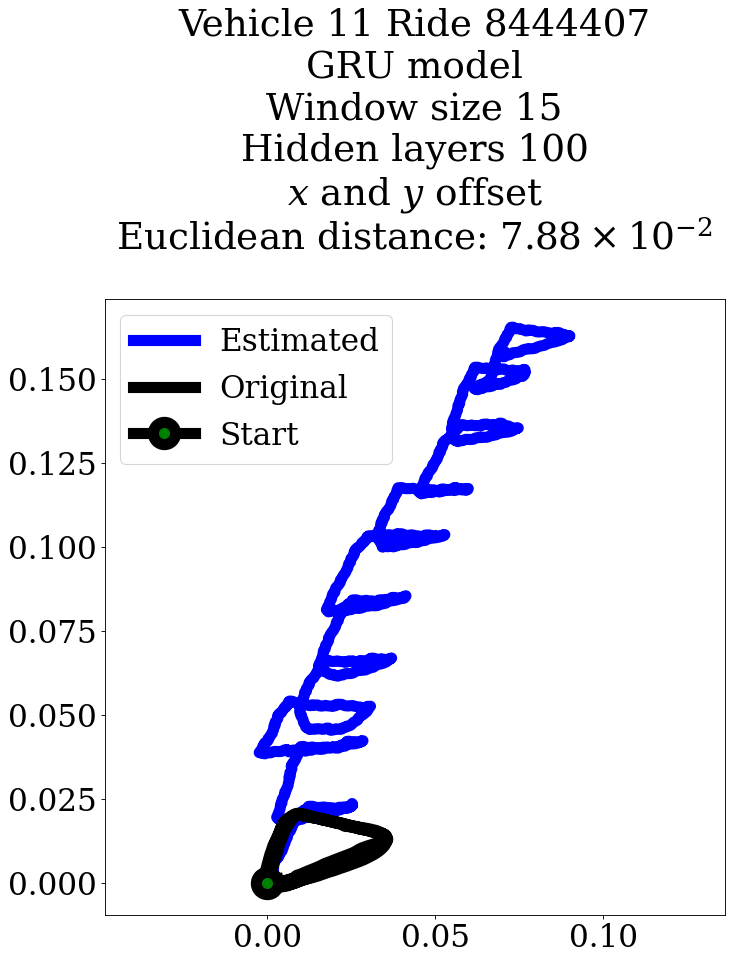 Vehicle 11 Ride 8444407
GRU model
Window size 15
Hidden layers 100
x and y offset
Euclidean distance: 7.88 × 10⁻²
Estimated
Original
Start
0.150
0.125
0.100
0.075
0.050
0.025
0.000
0.00 0.05 0.10